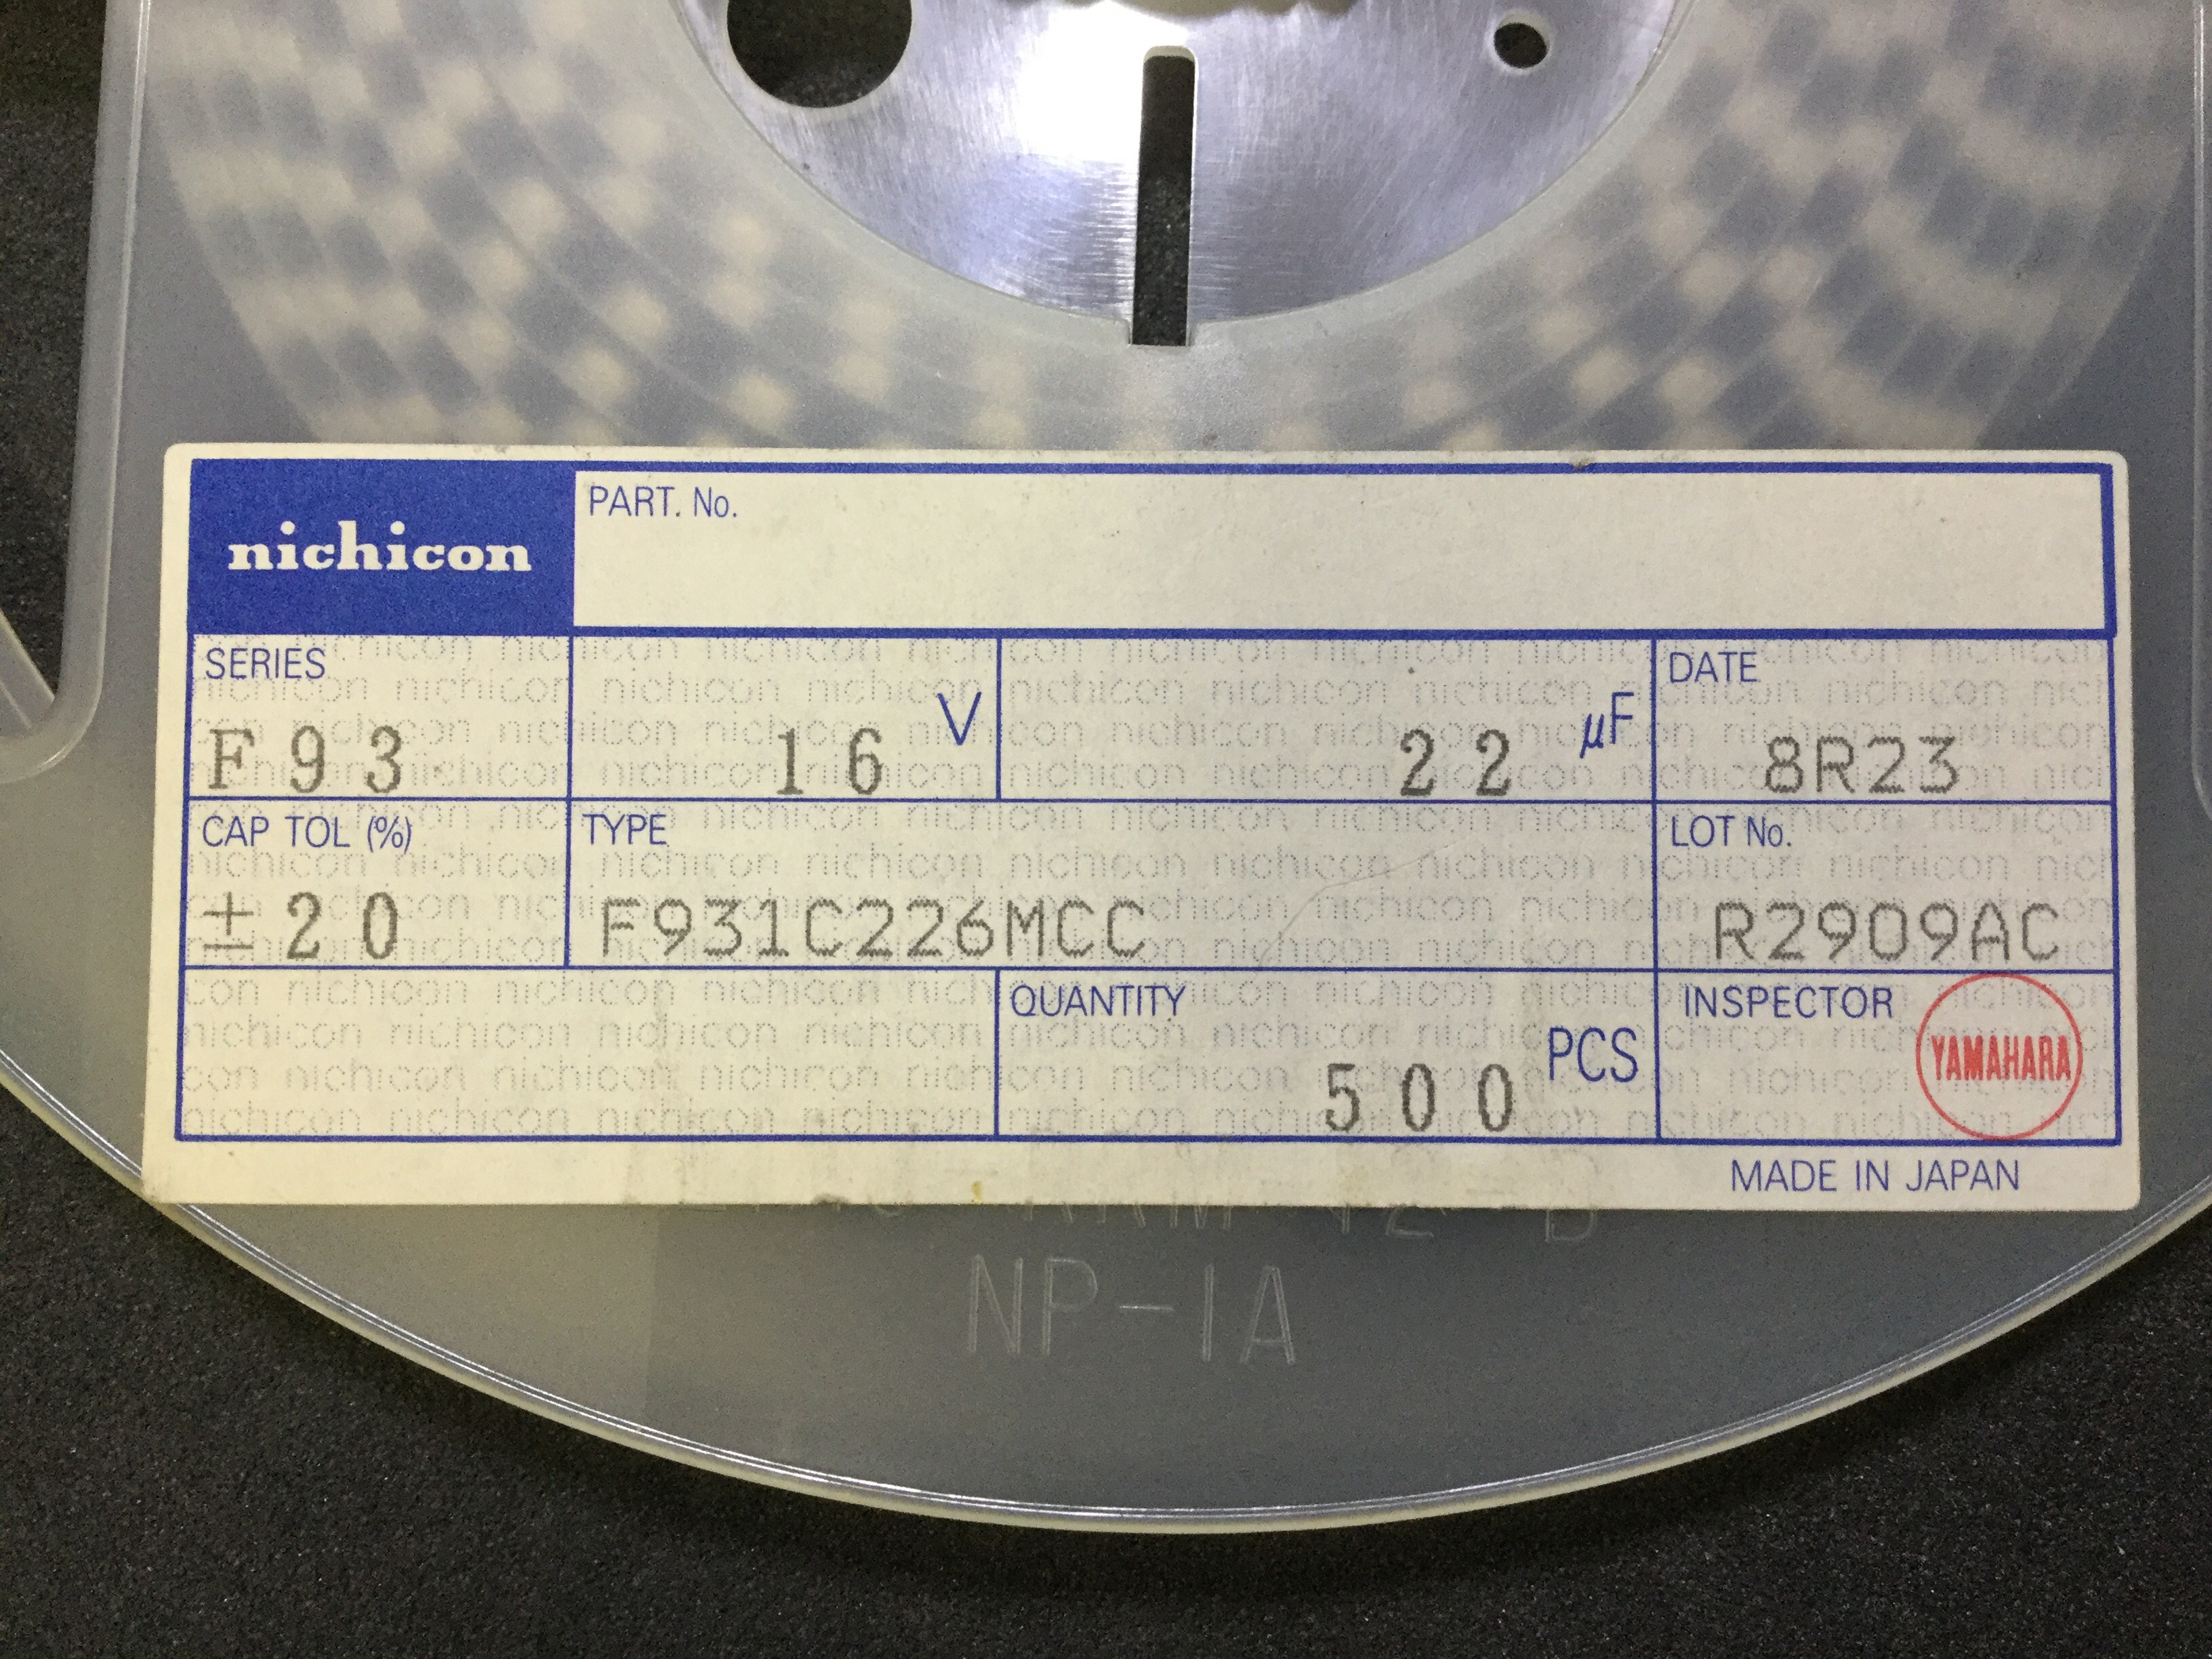 nichicon
PART. No.
SERIES
F93
16 V
22 µF
DATE
8R23
CAP TOL (%)
±20
TYPE
F931C226MCC
LOT No.
R2909AC
QUANTITY
500 PCS
INSPECTOR
YAMAHARA
MADE IN JAPAN
NP-1A